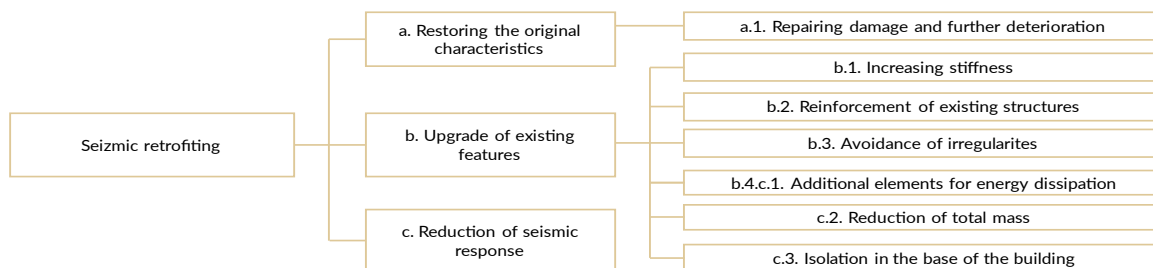 a. Restoring the original
characteristics
a.1. Repairing damage and further deterioration
b.1. Increasing stiffness
b.2. Reinforcement of existing structures
Seizmic retrofiting
b. Upgrade of existing
features
b.3. Avoidance of irregularites
b.4.c.1. Additional elements for energy dissipation
c.2. Reduction of total mass
c. Reduction of seismic
response
c.3. Isolation in the base of the building